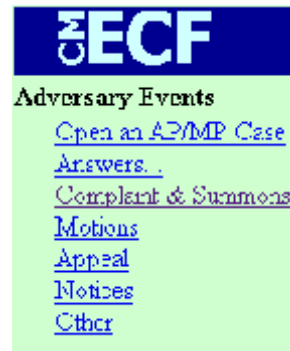 CM ECF
Adversary Events
Open an AP/MP Case
Answers...
Complaint & Summons
Motions
Appeal
Notices
Other